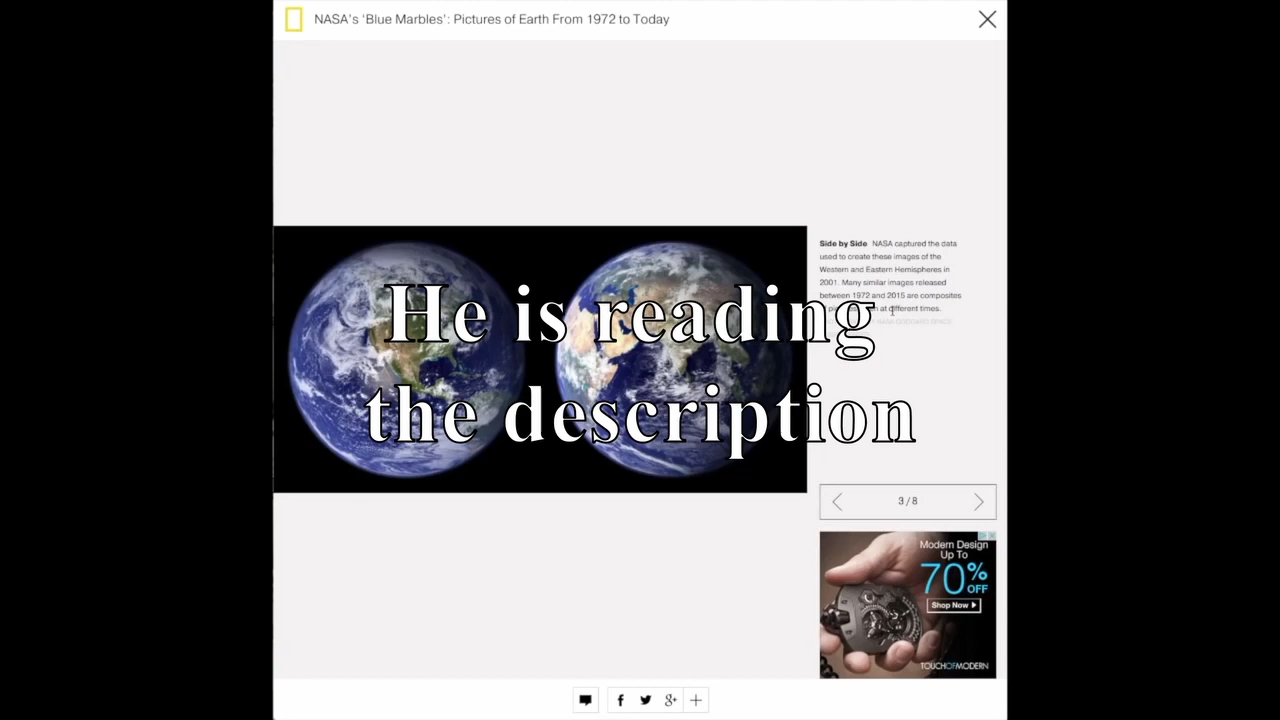 NASA's 'Blue Marbles': Pictures of Earth From 1972 to Today
Side by Side NASA captured the data
used to create these images of the
Western and Eastern Hemispheres in
2001. Many similar images released
between 1972 and 2015 are composites
at different times.
He is reading
the description
3 / 8
Modern Design
Up To
70% OFF
Shop Now
TOUCHOFMODERN
g+